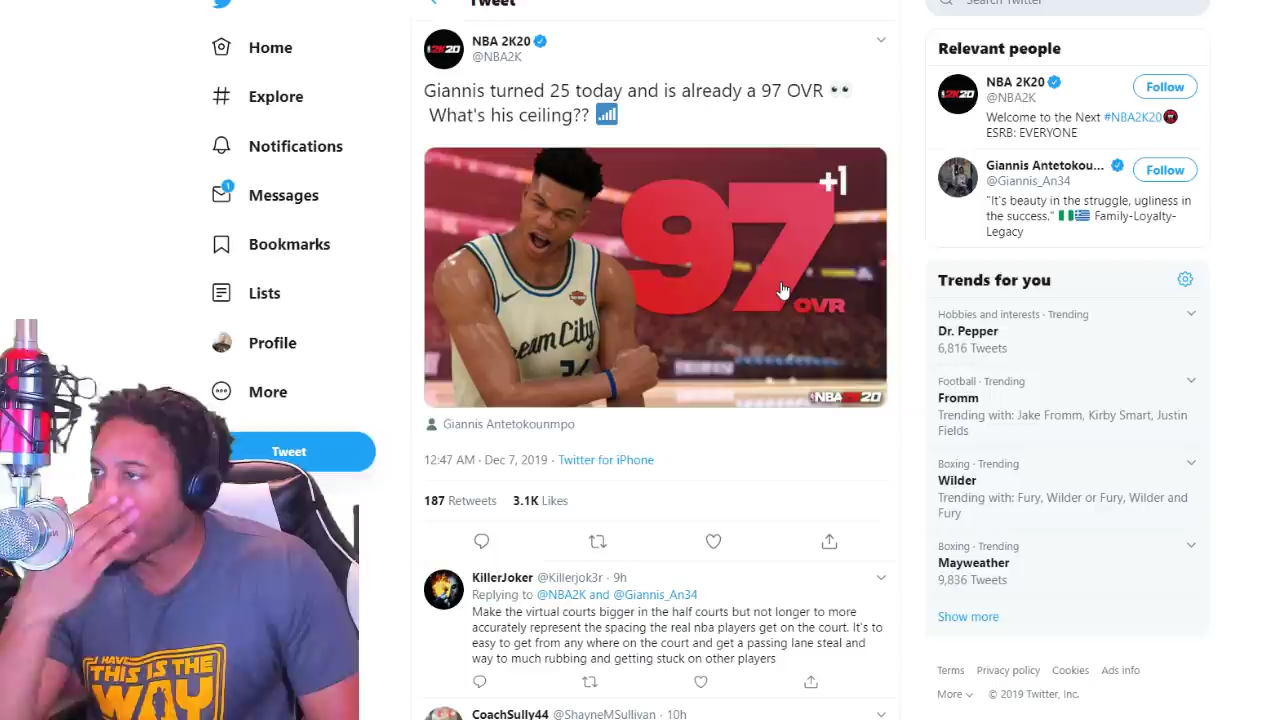 Home
Explore
Notifications
1
Messages
Bookmarks
Lists
Profile
More
Tweet
Tweet
NBA 2K20
@NBA2K
Giannis turned 25 today and is already a 97 OVR 👀
What's his ceiling?? 📶
+1
97
OVR
eam City
NBA 2K20
Giannis Antetokounmpo
12:47 AM · Dec 7, 2019 · Twitter for iPhone
187 Retweets 3.1K Likes
KillerJoker @Killerjok3r · 9h
Replying to @NBA2K and @Giannis_An34
Make the virtual courts bigger in the half courts but not longer to more
accurately represent the spacing the real nba players get on the court. It's to
easy to get from any where on the court and get a passing lane steal and
way to much rubbing and getting stuck on other players
CoachSully44 @ShayneMSullivan · 10h
Search Twitter
Relevant people
NBA 2K20
@NBA2K
Follow
Welcome to the Next #NBA2K20
ESRB: EVERYONE
Giannis Antetokou...
@Giannis_An34
Follow
"It's beauty in the struggle, ugliness in
the success." 🇳🇬🇬🇷 Family-Loyalty-
Legacy
Trends for you
Hobbies and interests · Trending
Dr. Pepper
6,816 Tweets
Football · Trending
Fromm
Trending with: Jake Fromm, Kirby Smart, Justin
Fields
Boxing · Trending
Wilder
Trending with: Fury, Wilder or Fury, Wilder and
Fury
Boxing · Trending
Mayweather
9,836 Tweets
Show more
Terms Privacy policy Cookies Ads info
More © 2019 Twitter, Inc.
I HAVE
THIS IS THE
WAY